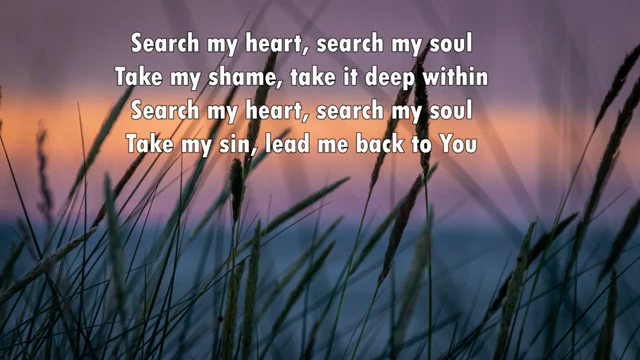 Search my heart, search my soul
Take my shame, take it deep within
Search my heart, search my soul
Take my sin, lead me back to You